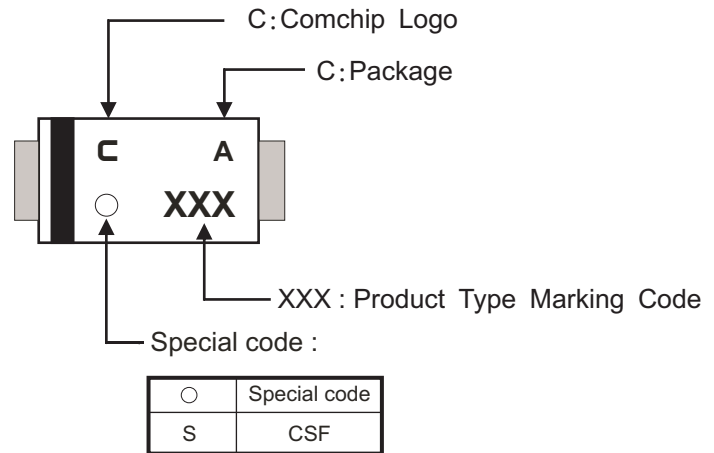 C:Comchip Logo
C:Package
C A
○ XXX
XXX : Product Type Marking Code
Special code :
○ Special code
S CSF